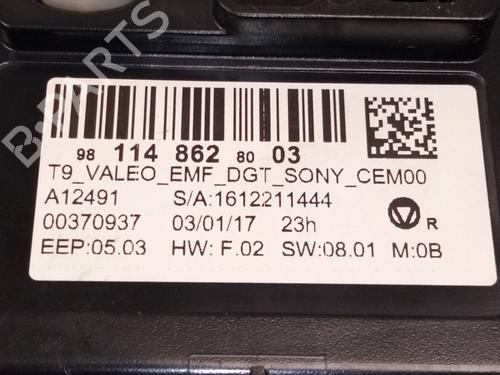 B-PARTS
98 114 862 80 03
T9_VALEO_EMF_DGT_SONY_CEM00
A12491 S/A:1612211444
00370937 03/01/17 23h
R
EEP:05.03 HW: F.02 SW:08.01 M:0B